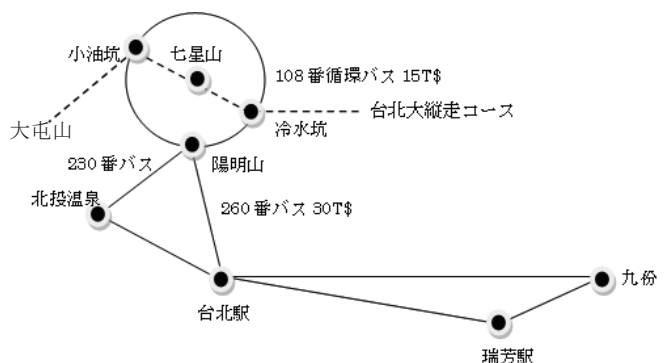 小油坑
七星山
108番循環バス 15T$
大屯山
台北大縦走コース
冷水坑
陽明山
230番バス
北投温泉
260番バス 30T$
台北駅
九份
瑞芳駅